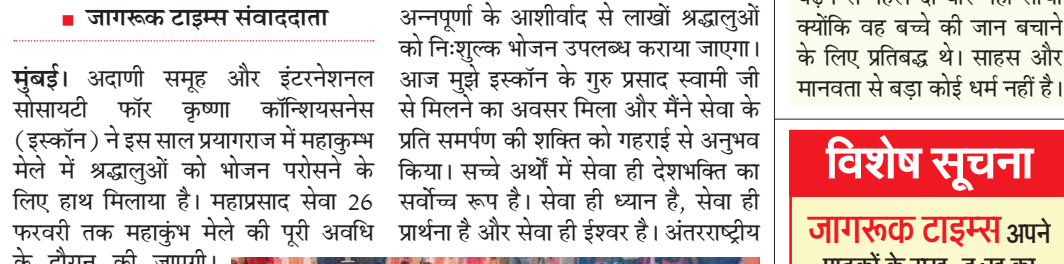 जागरूक टाइम्स संवाददाता
मुंबई। अदाणी समूह और इंटरनेशनल
सोसायटी फॉर कृष्णा कॉन्शियसनेस
(इस्कॉन) ने इस साल प्रयागराज में महाकुम्भ
मेले में श्रद्धालुओं को भोजन परोसने के
लिए हाथ मिलाया है। महाप्रसाद सेवा 26
फरवरी तक महाकुंभ मेले की पूरी अवधि
के दौरान की जाएगी।
अन्नपूर्णा के आशीर्वाद से लाखों श्रद्धालुओं
को निःशुल्क भोजन उपलब्ध कराया जाएगा।
आज मुझे इस्कॉन के गुरु प्रसाद स्वामी जी
से मिलने का अवसर मिला और मैंने सेवा के
प्रति समर्पण की शक्ति को गहराई से अनुभव
किया। सच्चे अर्थों में सेवा ही देशभक्ति का
सर्वोच्च रूप है। सेवा ही ध्यान है, सेवा ही
प्रार्थना है और सेवा ही ईश्वर है। अंतरराष्ट्रीय
क्योंकि वह बच्चे की जान बचाने
के लिए प्रतिबद्ध थे। साहस और
मानवता से बड़ा कोई धर्म नहीं है।
विशेष सूचना
जागरूक टाइम्स अपने